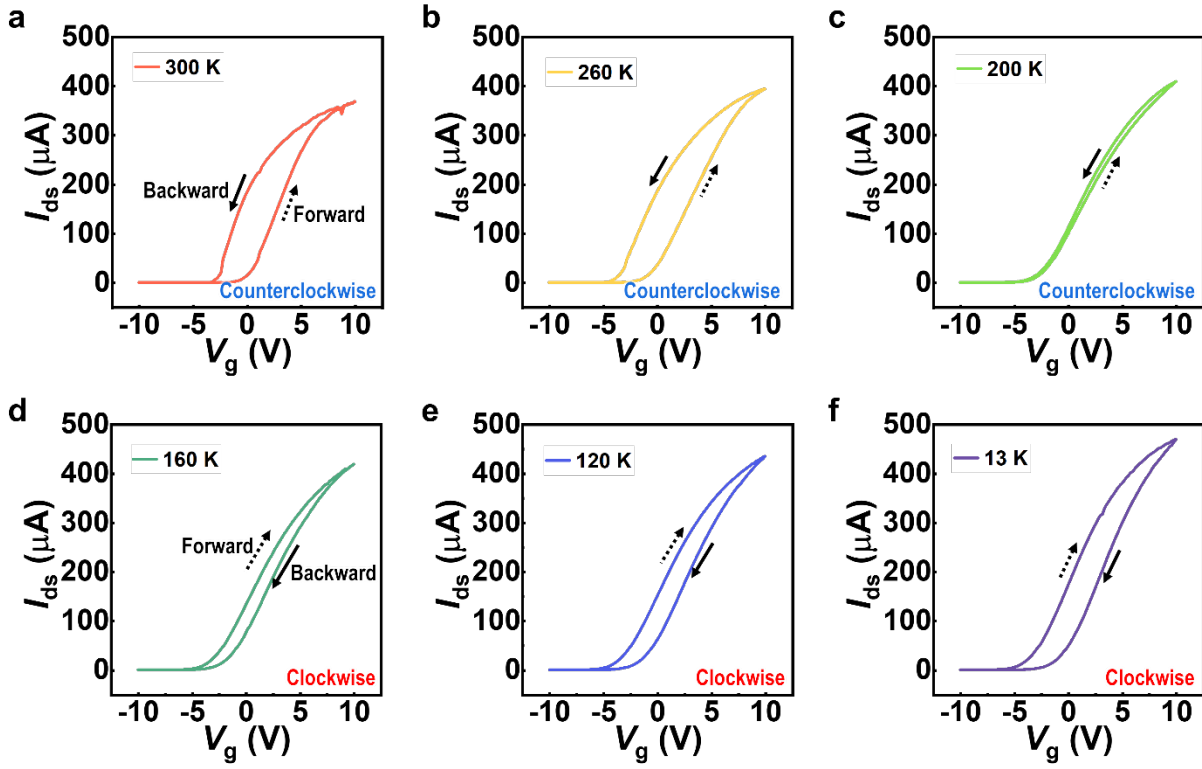 a
500
400
300
200
100
0
300 K
Backward
Forward
Counterclockwise
-10 -5 0 5 10
Vg (V)
Ids (μA)
b
500
400
300
200
100
0
260 K
Counterclockwise
-10 -5 0 5 10
Vg (V)
Ids (μA)
c
500
400
300
200
100
0
200 K
Counterclockwise
-10 -5 0 5 10
Vg (V)
Ids (μA)
d
500
400
300
200
100
0
160 K
Forward
Backward
Clockwise
-10 -5 0 5 10
Vg (V)
Ids (μA)
e
500
400
300
200
100
0
120 K
Clockwise
-10 -5 0 5 10
Vg (V)
Ids (μA)
f
500
400
300
200
100
0
13 K
Clockwise
-10 -5 0 5 10
Vg (V)
Ids (μA)